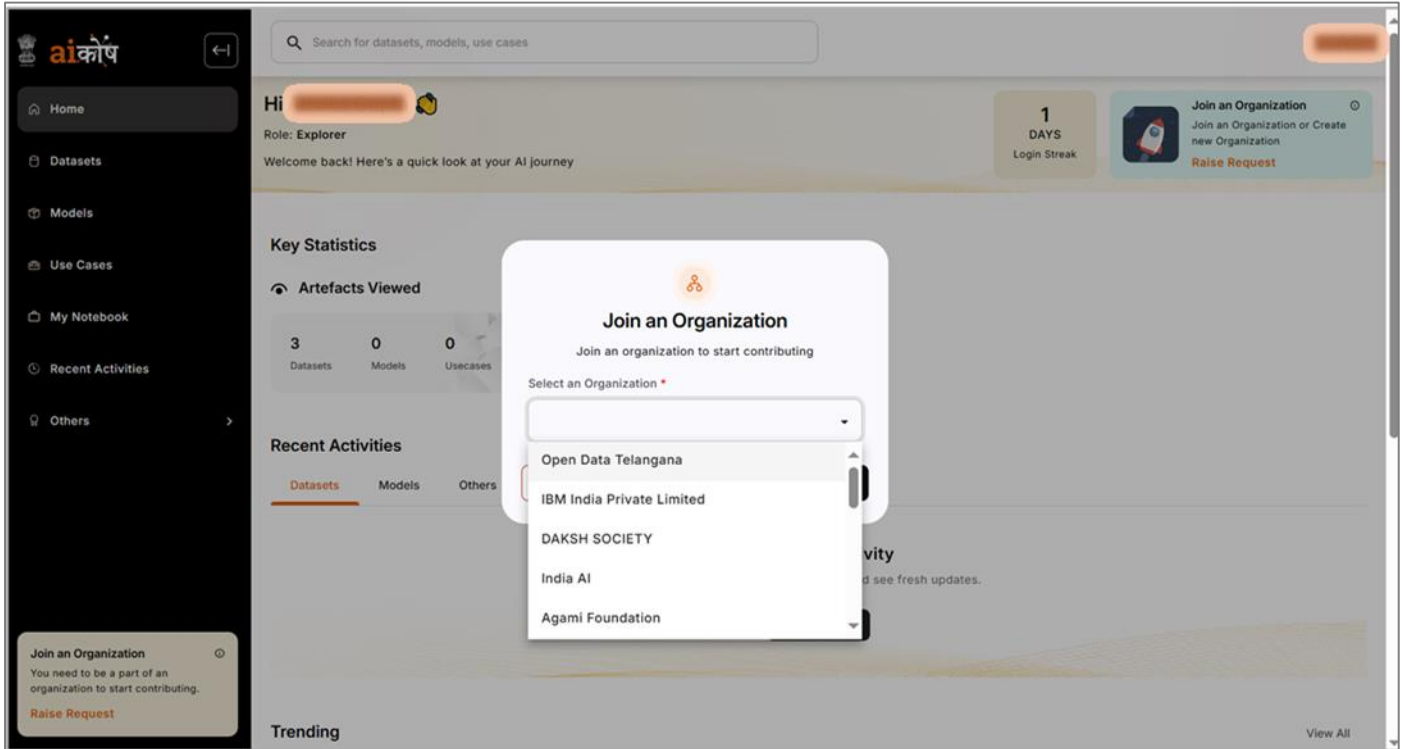 aiकोष
Search for datasets, models, use cases
Home
Datasets
Models
Use Cases
My Notebook
Recent Activities
Others
Join an Organization
You need to be a part of an
organization to start contributing.
Raise Request
Hi
Role: Explorer
Welcome back! Here's a quick look at your AI journey
1
DAYS
Login Streak
Join an Organization
Join an Organization or Create
new Organization
Raise Request
Key Statistics
Artefacts Viewed
3 0 0
Datasets Models Usecases
Recent Activities
Datasets Models Others
Join an Organization
Join an organization to start contributing
Select an Organization *
Open Data Telangana
IBM India Private Limited
DAKSH SOCIETY
India AI
Agami Foundation
see fresh updates.
Trending
View All